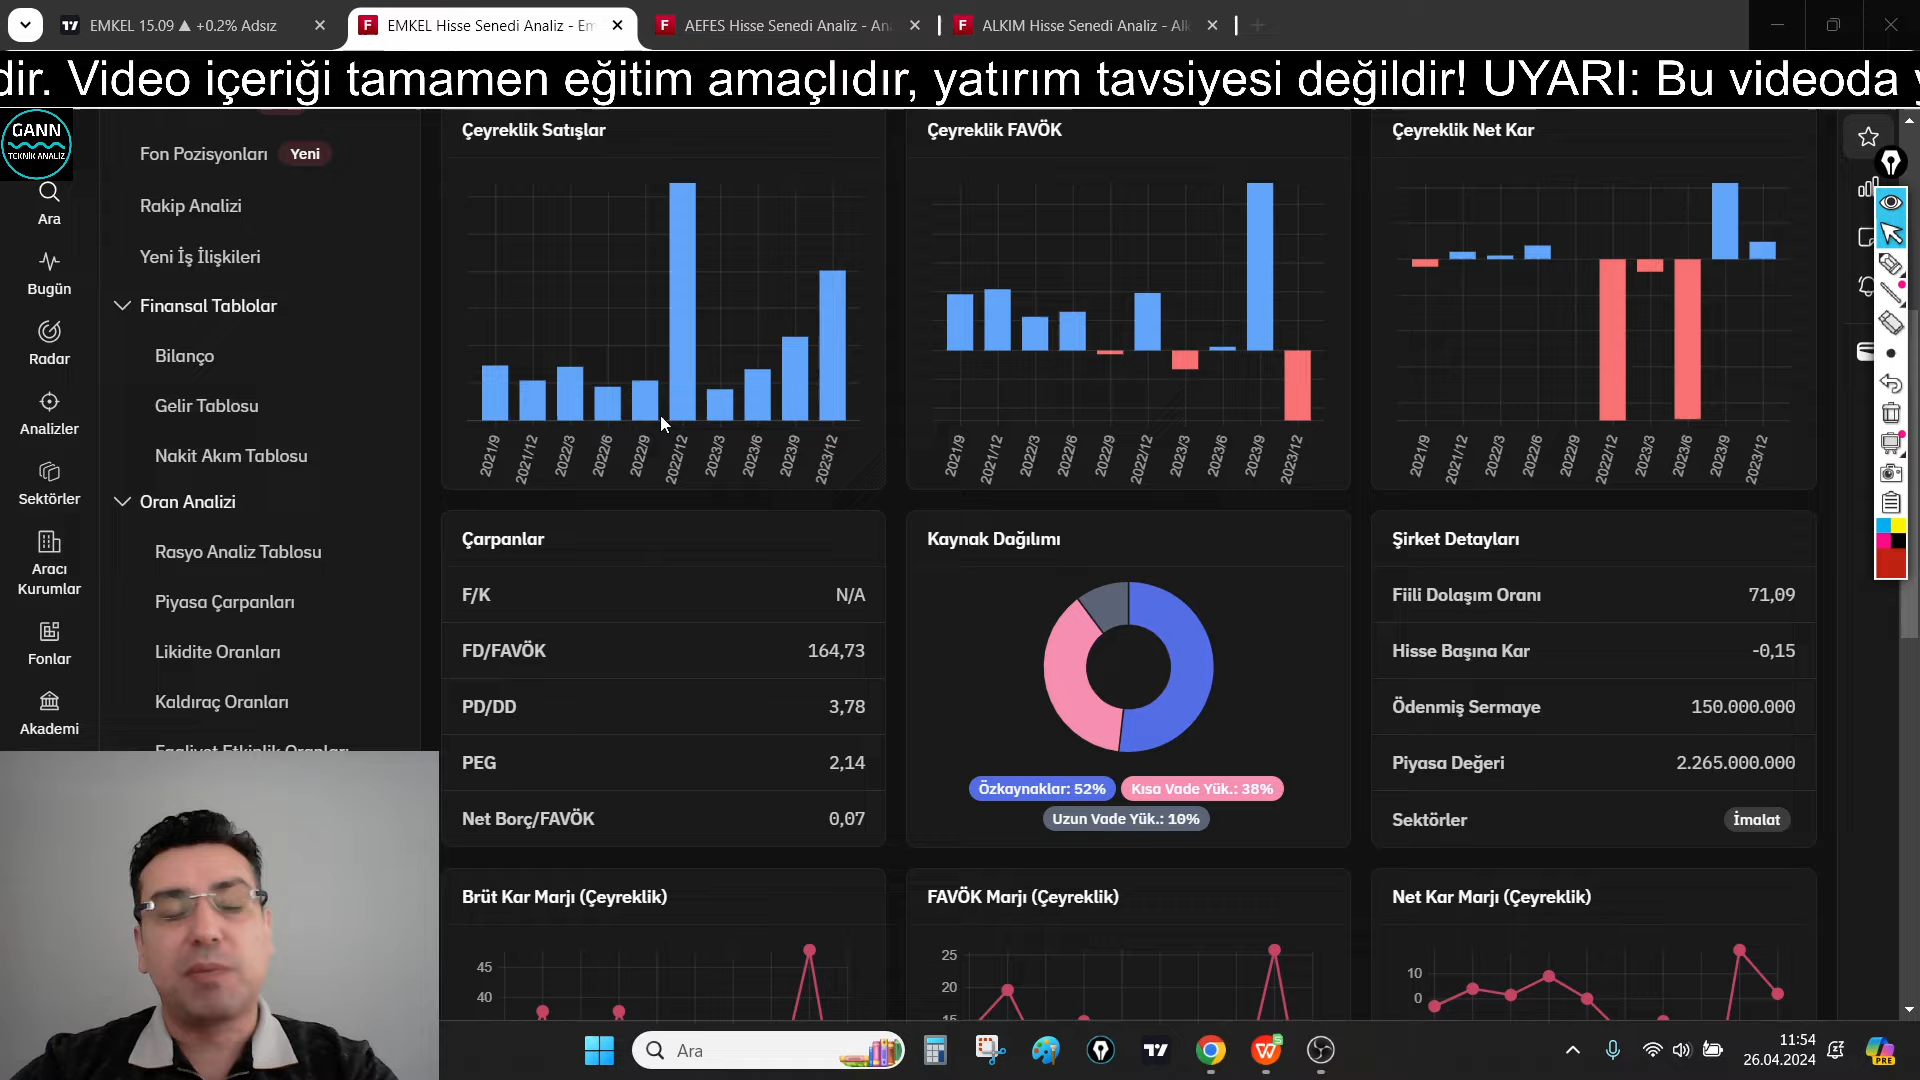 EMKEL 15.09 ▲ +0.2% Adsız
EMKEL Hisse Senedi Analiz - Em
AEFES Hisse Senedi Analiz - An
ALKIM Hisse Senedi Analiz - Alk
dir. Video içeriği tamamen eğitim amaçlıdır, yatırım tavsiyesi değildir! UYARI: Bu videoda y
GANN
TEKNİK ANALİZ
Ara
Bugün
Radar
Analizler
Sektörler
Aracı
Kurumlar
Fonlar
Akademi
Fon Pozisyonları Yeni
Rakip Analizi
Yeni İş İlişkileri
Finansal Tablolar
Bilanço
Gelir Tablosu
Nakit Akım Tablosu
Oran Analizi
Rasyo Analiz Tablosu
Piyasa Çarpanları
Likidite Oranları
Kaldıraç Oranları
Faaliyet Etkinlik Oranları
Çeyreklik Satışlar
2021/9 2021/12 2022/3 2022/6 2022/9 2022/12 2023/3 2023/6 2023/9 2023/12
Çeyreklik FAVÖK
2021/9 2021/12 2022/3 2022/6 2022/9 2022/12 2023/3 2023/6 2023/9 2023/12
Çeyreklik Net Kar
2021/9 2021/12 2022/3 2022/6 2022/9 2022/12 2023/3 2023/6 2023/9 2023/12
Çarpanlar
F/K N/A
FD/FAVÖK 164,73
PD/DD 3,78
PEG 2,14
Net Borç/FAVÖK 0,07
Kaynak Dağılımı
Özkaynaklar: 52% Kısa Vade Yük.: 38%
Uzun Vade Yük.: 10%
Şirket Detayları
Fiili Dolaşım Oranı 71,09
Hisse Başına Kar -0,15
Ödenmiş Sermaye 150.000.000
Piyasa Değeri 2.265.000.000
Sektörler İmalat
Brüt Kar Marjı (Çeyreklik)
45
40
FAVÖK Marjı (Çeyreklik)
25
20
15
Net Kar Marjı (Çeyreklik)
10
0
Ara
11:54
26.04.2024
PRE